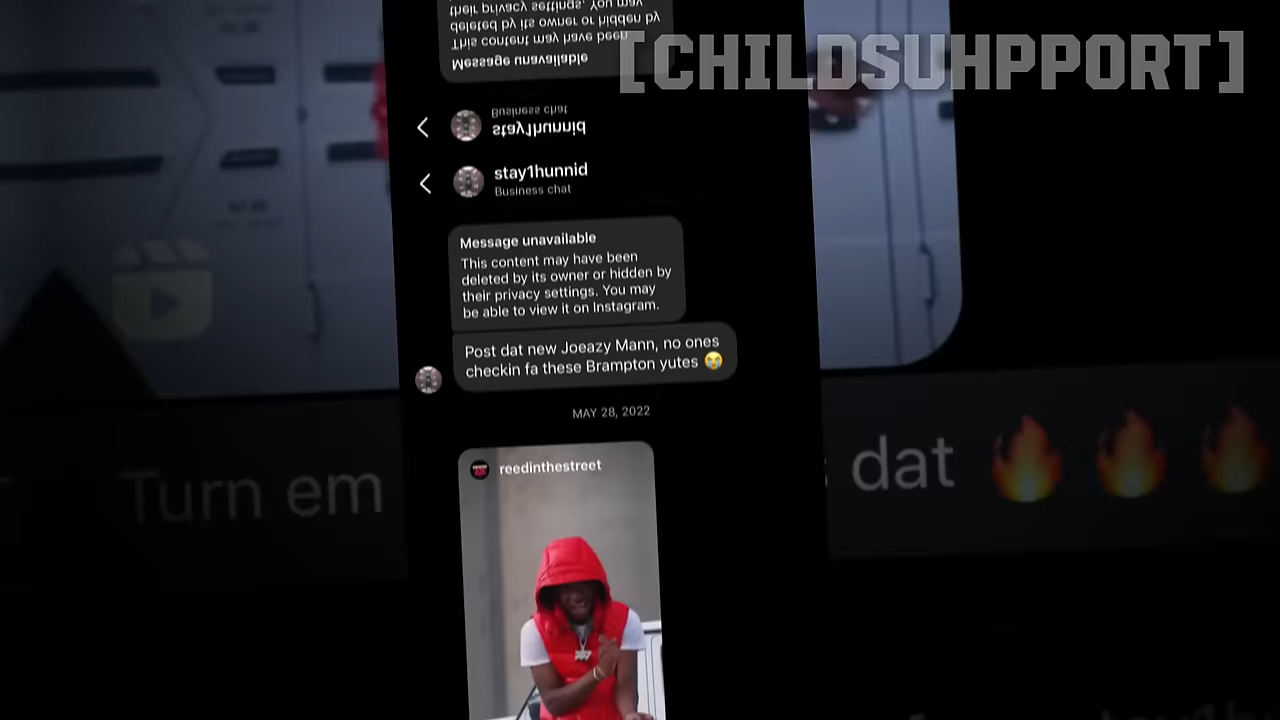 their privacy settings. You may
deleted by its owner or hidden by
This content may have been
Message unavailable
[CHILDSUHPPORT]
Business chat
stay1hunnid
stay1hunnid
Business chat
Message unavailable
This content may have been
deleted by its owner or hidden by
their privacy settings. You may
be able to view it on Instagram.
Post dat new Joeazy Mann, no ones
checkin fa these Brampton yutes 😭
MAY 28, 2022
reedinthestreet
Turn em
dat 🔥 🔥 🔥